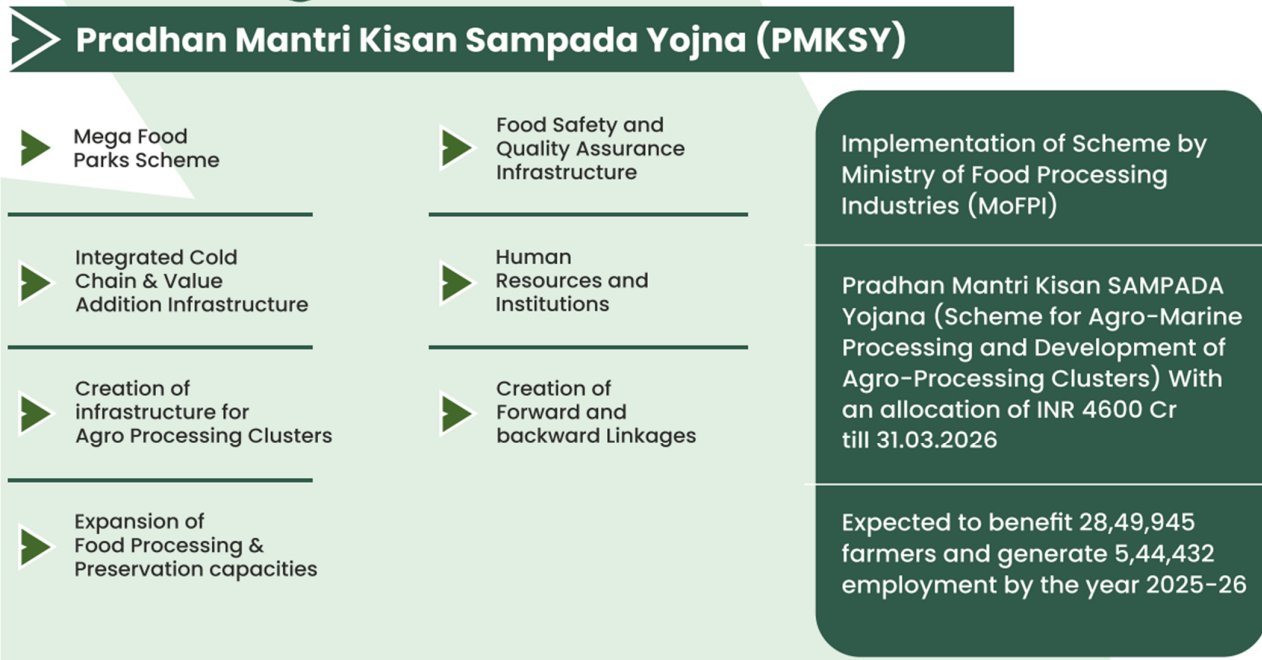 Pradhan Mantri Kisan Sampada Yojna (PMKSY)
Mega Food
Parks Scheme
Integrated Cold
Chain & Value
Addition Infrastructure
Creation of
infrastructure for
Agro Processing Clusters
Expansion of
Food Processing &
Preservation capacities
Food Safety and
Quality Assurance
Infrastructure
Human
Resources and
Institutions
Creation of
Forward and
backward Linkages
Implementation of Scheme by
Ministry of Food Processing
Industries (MoFPI)
Pradhan Mantri Kisan SAMPADA
Yojana (Scheme for Agro-Marine
Processing and Development of
Agro-Processing Clusters) With
an allocation of INR 4600 Cr
till 31.03.2026
Expected to benefit 28,49,945
farmers and generate 5,44,432
employment by the year 2025-26